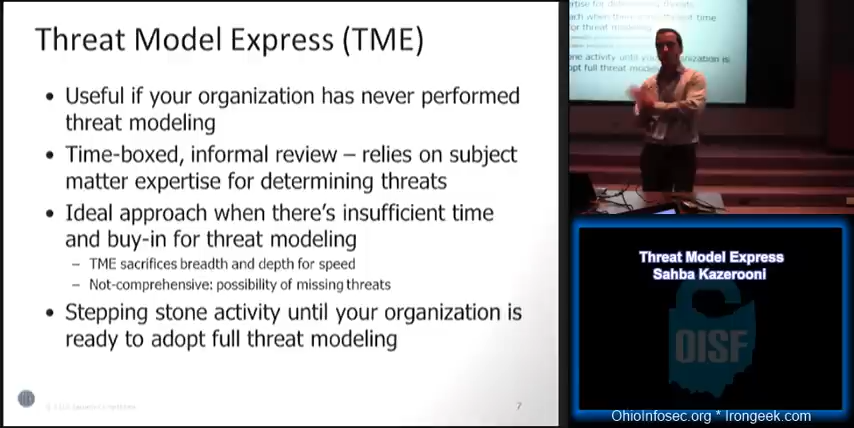 Threat Model Express (TME)
• Useful if your organization has never performed
threat modeling
• Time-boxed, informal review – relies on subject
matter expertise for determining threats
• Ideal approach when there's insufficient time
and buy-in for threat modeling
– TME sacrifices breadth and depth for speed
– Not-comprehensive: possibility of missing threats
• Stepping stone activity until your organization is
ready to adopt full threat modeling
7
Threat Model Express
Sahba Kazerooni
OISF
OhioInfosec.org * Irongeek.com